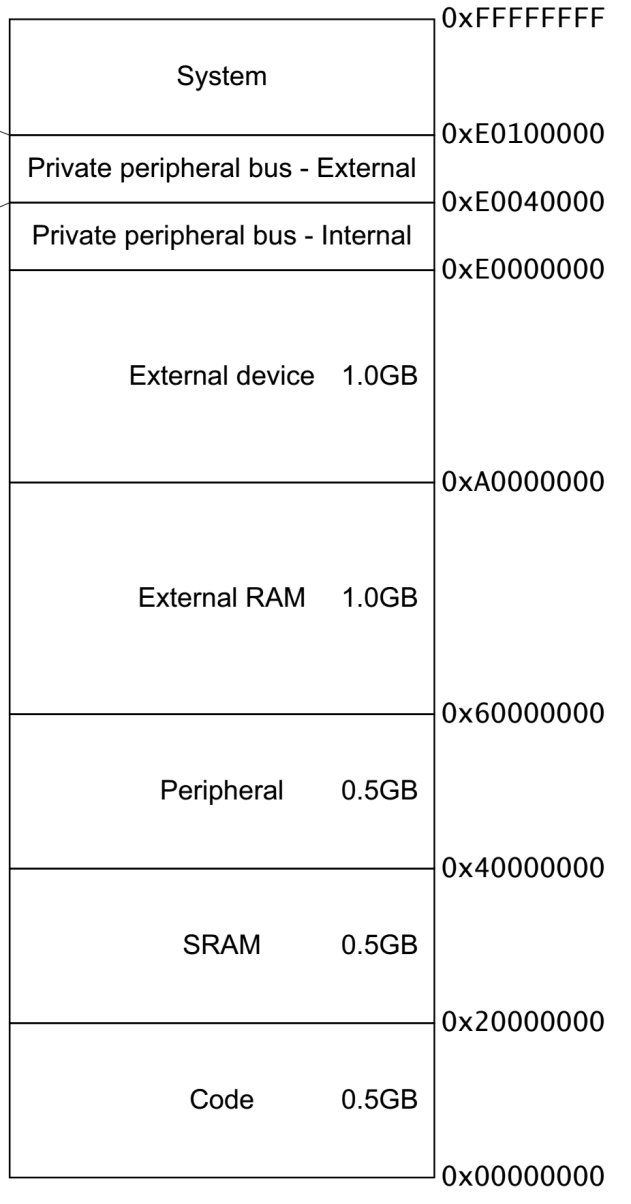 0xFFFFFFFF
System
0xE0100000
Private peripheral bus - External
0xE0040000
Private peripheral bus - Internal
0xE0000000
External device 1.0GB
0xA0000000
External RAM 1.0GB
0x60000000
Peripheral 0.5GB
0x40000000
SRAM 0.5GB
0x20000000
Code 0.5GB
0x00000000